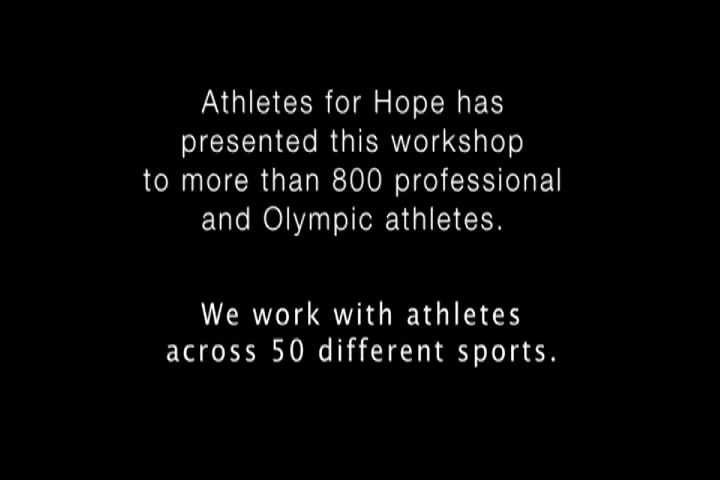 Athletes for Hope has
presented this workshop
to more than 800 professional
and Olympic athletes.
We work with athletes
across 50 different sports.